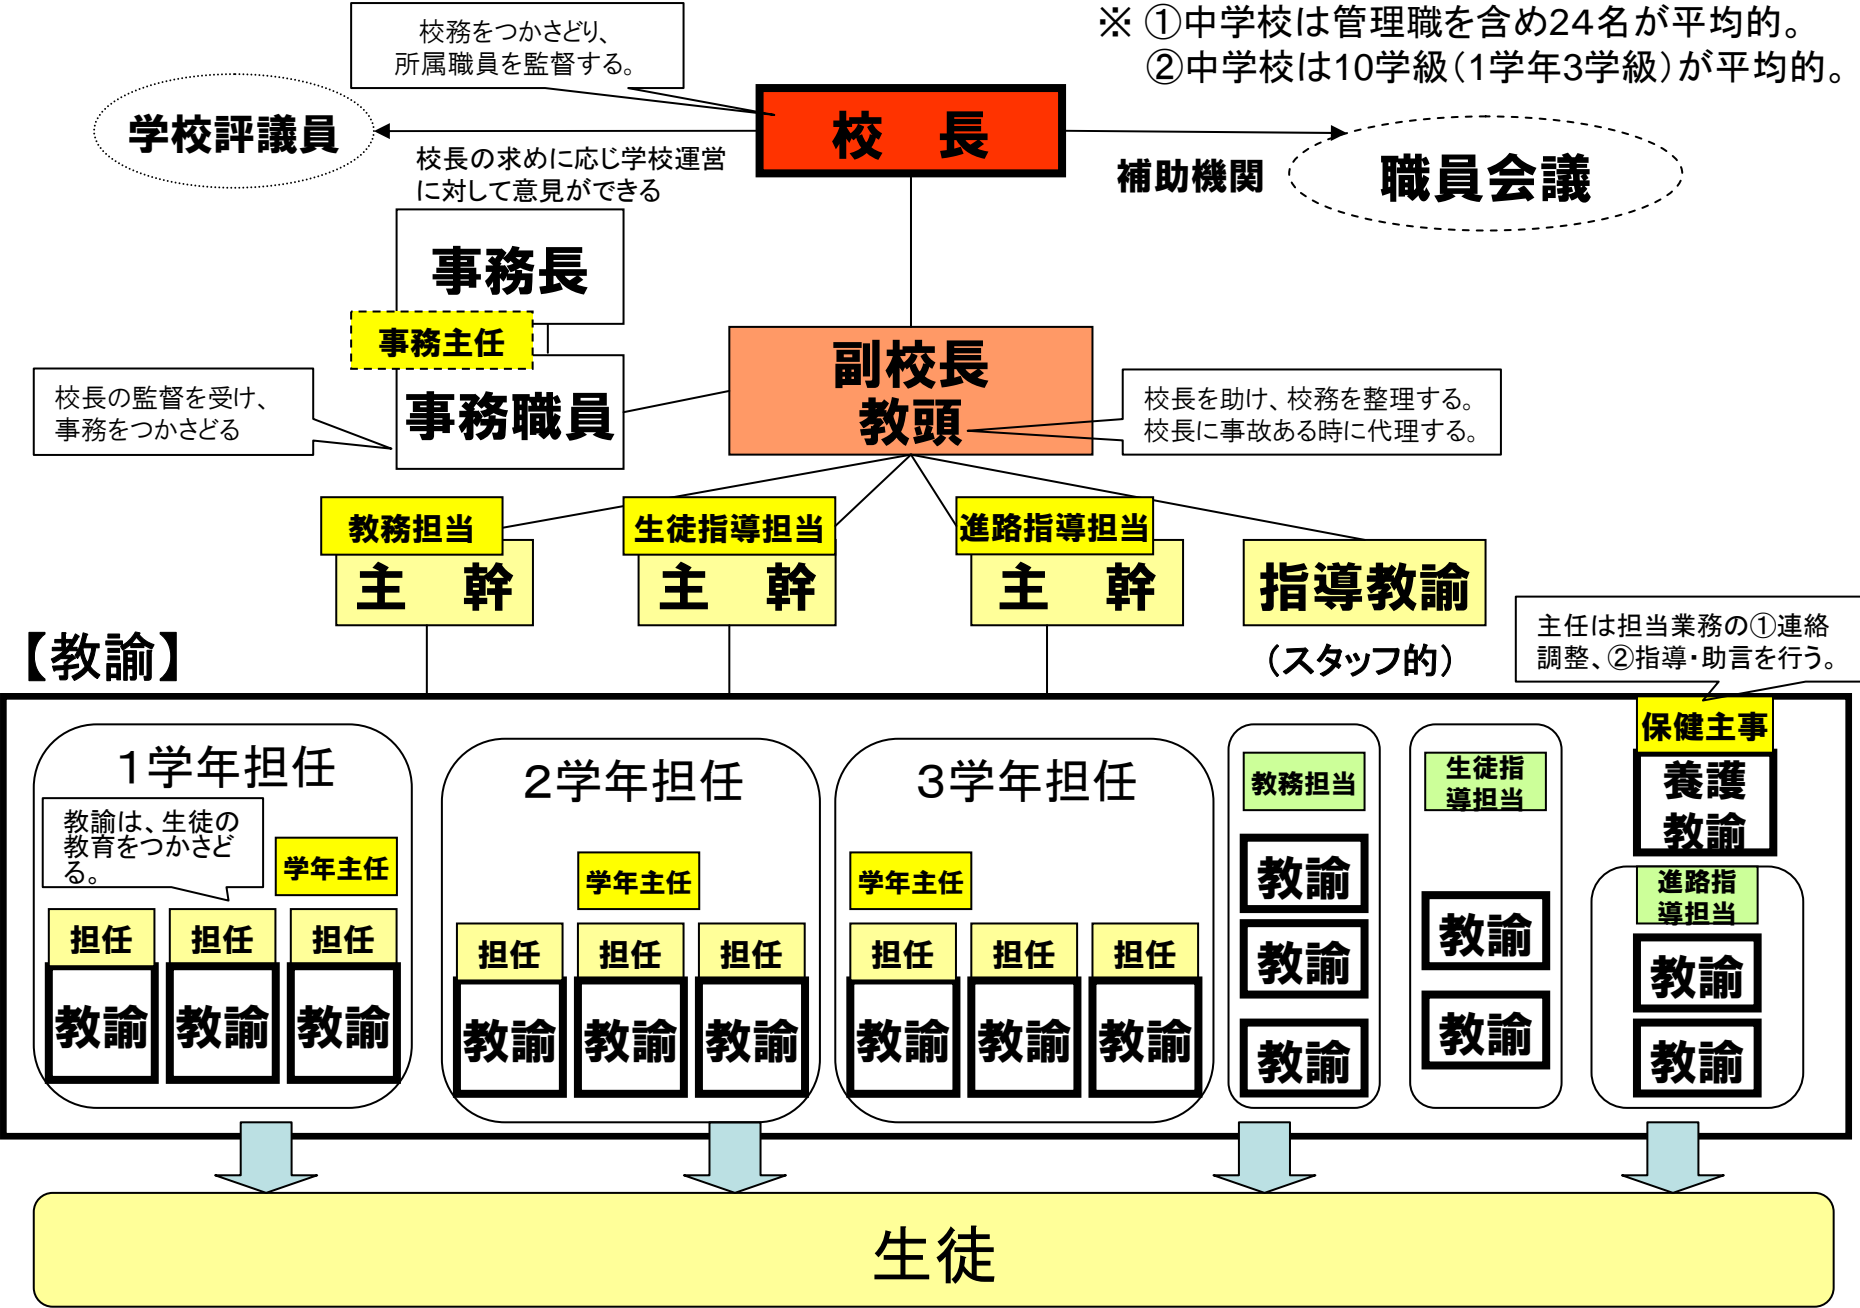 ※ ①中学校は管理職を含め24名が平均的。
②中学校は10学級(1学年3学級)が平均的。
校務をつかさどり、
所属職員を監督する。
学校評議員
校　長
校長の求めに応じ学校運営
に対して意見ができる
補助機関
職員会議
事務長
事務主任
事務職員
校長の監督を受け、
事務をつかさどる
副校長
教頭
校長を助け、校務を整理する。
校長に事故ある時に代理する。
教務担当
主　幹
生徒指導担当
主　幹
進路指導担当
主　幹
指導教諭
(スタッフ的)
【教諭】
主任は担当業務の①連絡
調整、②指導・助言を行う。
1学年担任
教諭は、生徒の
教育をつかさど
る。
学年主任
担任
担任
担任
教諭
教諭
教諭
2学年担任
学年主任
担任
担任
担任
教諭
教諭
教諭
3学年担任
学年主任
担任
担任
担任
教諭
教諭
教諭
教務担当
教諭
教諭
教諭
生徒指
導担当
教諭
教諭
保健主事
養護
教諭
進路指
導担当
教諭
教諭
生徒